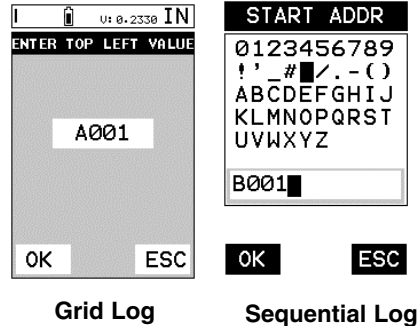 U: 0.2330 IN
ENTER TOP LEFT VALUE
A001
OK ESC
Grid Log
START ADDR
0123456789
!'_#█/.-()
ABCDEFGHIJ
KLMNOPQRST
UVWXYZ
B001
OK ESC
Sequential Log